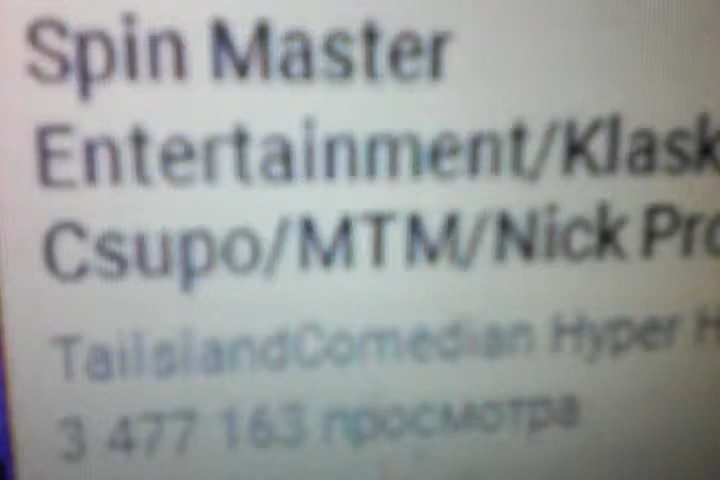 Spin Master
Entertainment/Klask
Csupo/MTM/Nick Pro
TailslandComedian Hyper H
3 477 163 просмотра